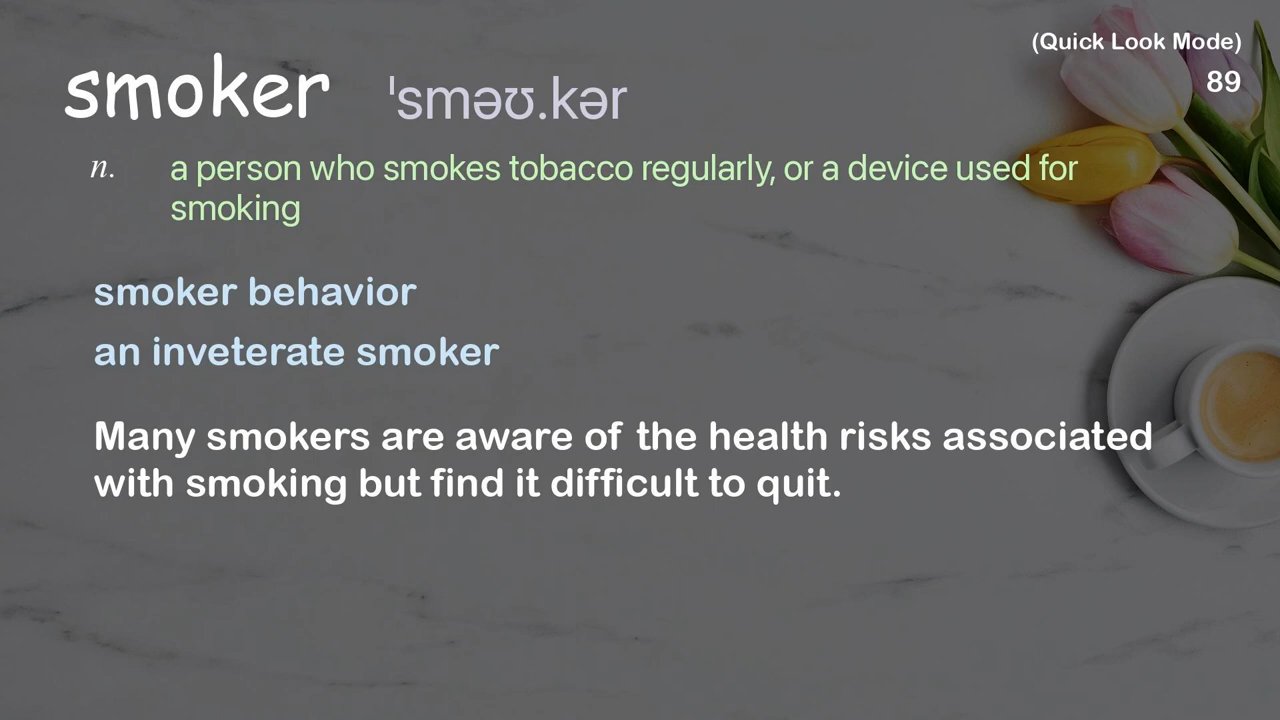 (Quick Look Mode)
smoker ˈsməʊ.kər
89
n. a person who smokes tobacco regularly, or a device used for
smoking
smoker behavior
an inveterate smoker
Many smokers are aware of the health risks associated
with smoking but find it difficult to quit.